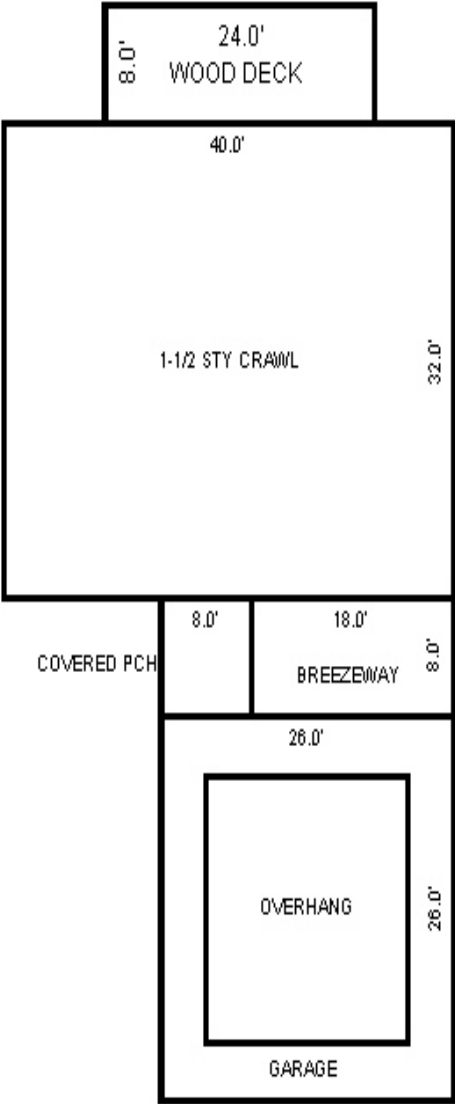 24.0'
8.0'
WOOD DECK
40.0'
1-1/2 STY CRAWL
32.0'
8.0'
18.0'
8.0'
COVERED PCH
BREEZEWAY
26.0'
OVERHANG
26.0'
GARAGE